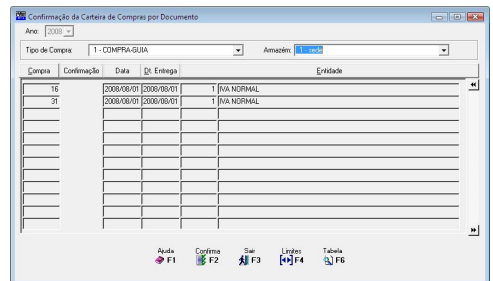 Confirmação da Carteira de Compras por Documento
Ano: 2008
Tipo de Compra: 1 - COMPRA-GUIA Armazém: 1 - sede
Compra Confirmação Data Dt. Entrega Entidade
16 2008/08/01 2008/08/01 1 IVA NORMAL
31 2008/08/01 2008/08/01 1 IVA NORMAL
Ajuda Confirma Sair Limites Tabela
F1 F2 F3 F4 F6